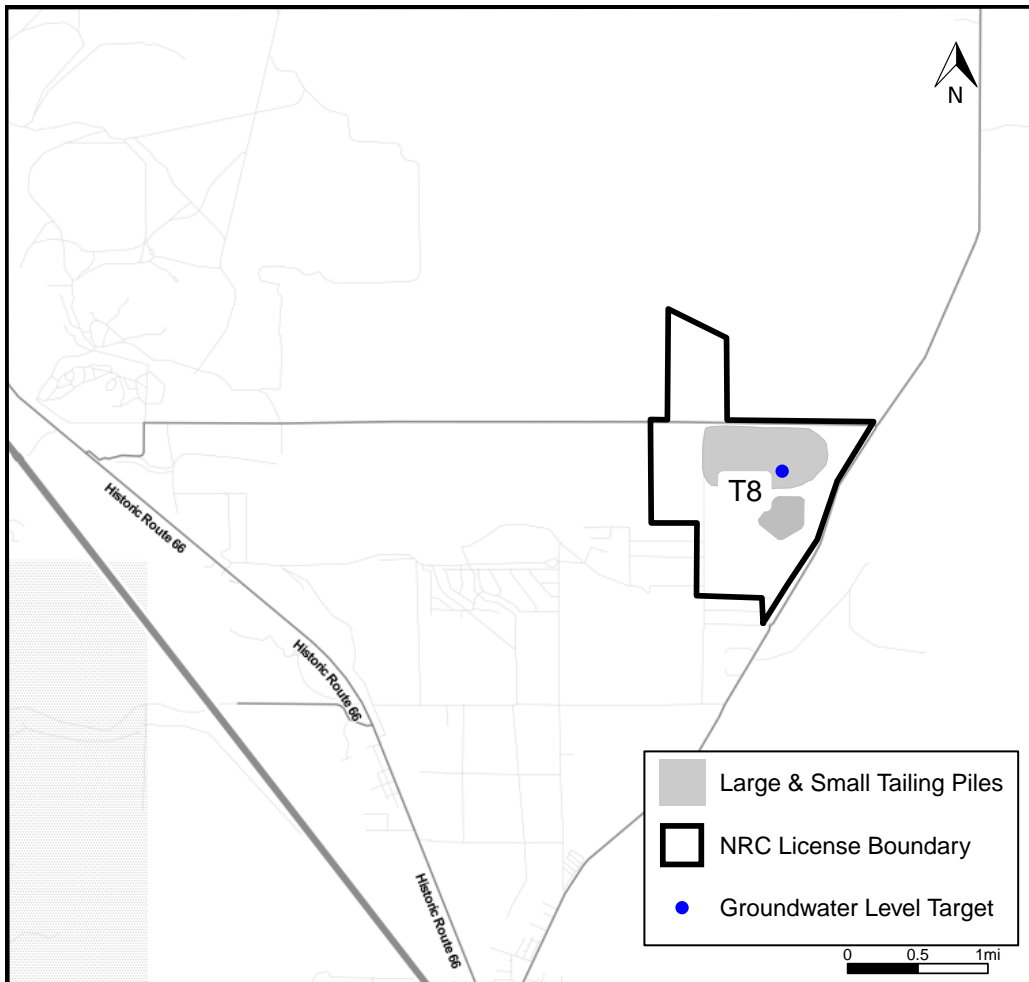 N
T8
Historic Route 66
Historic Route 66
Historic Route 66
Large & Small Tailing Piles
NRC License Boundary
Groundwater Level Target
0 0.5 1mi